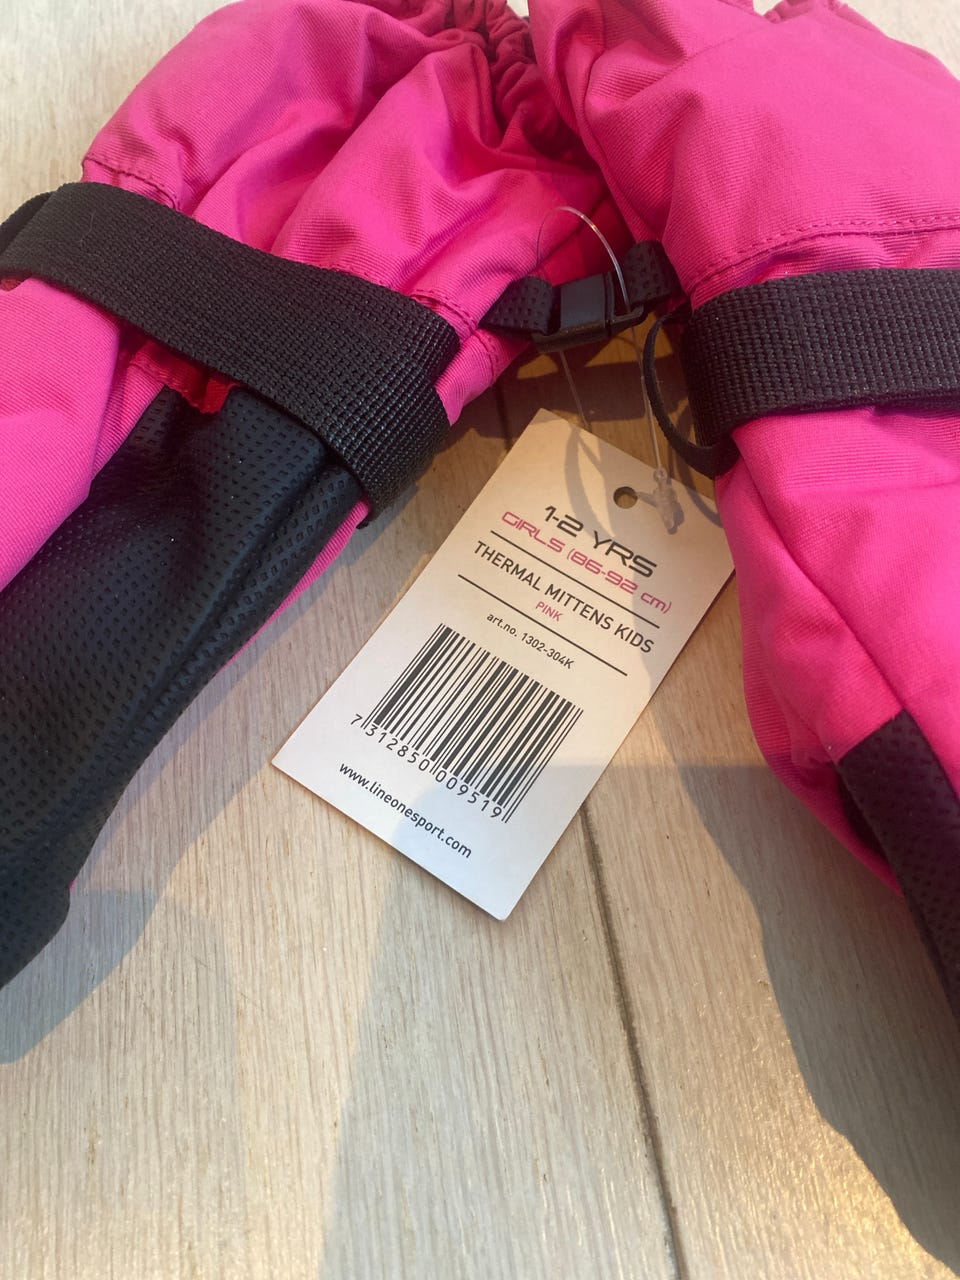 1-2 YRS
GIRLS (86-92 cm)
THERMAL MITTENS KIDS
PINK
art.no. 1302-304K
7 312850 009519
www.lineonesport.com